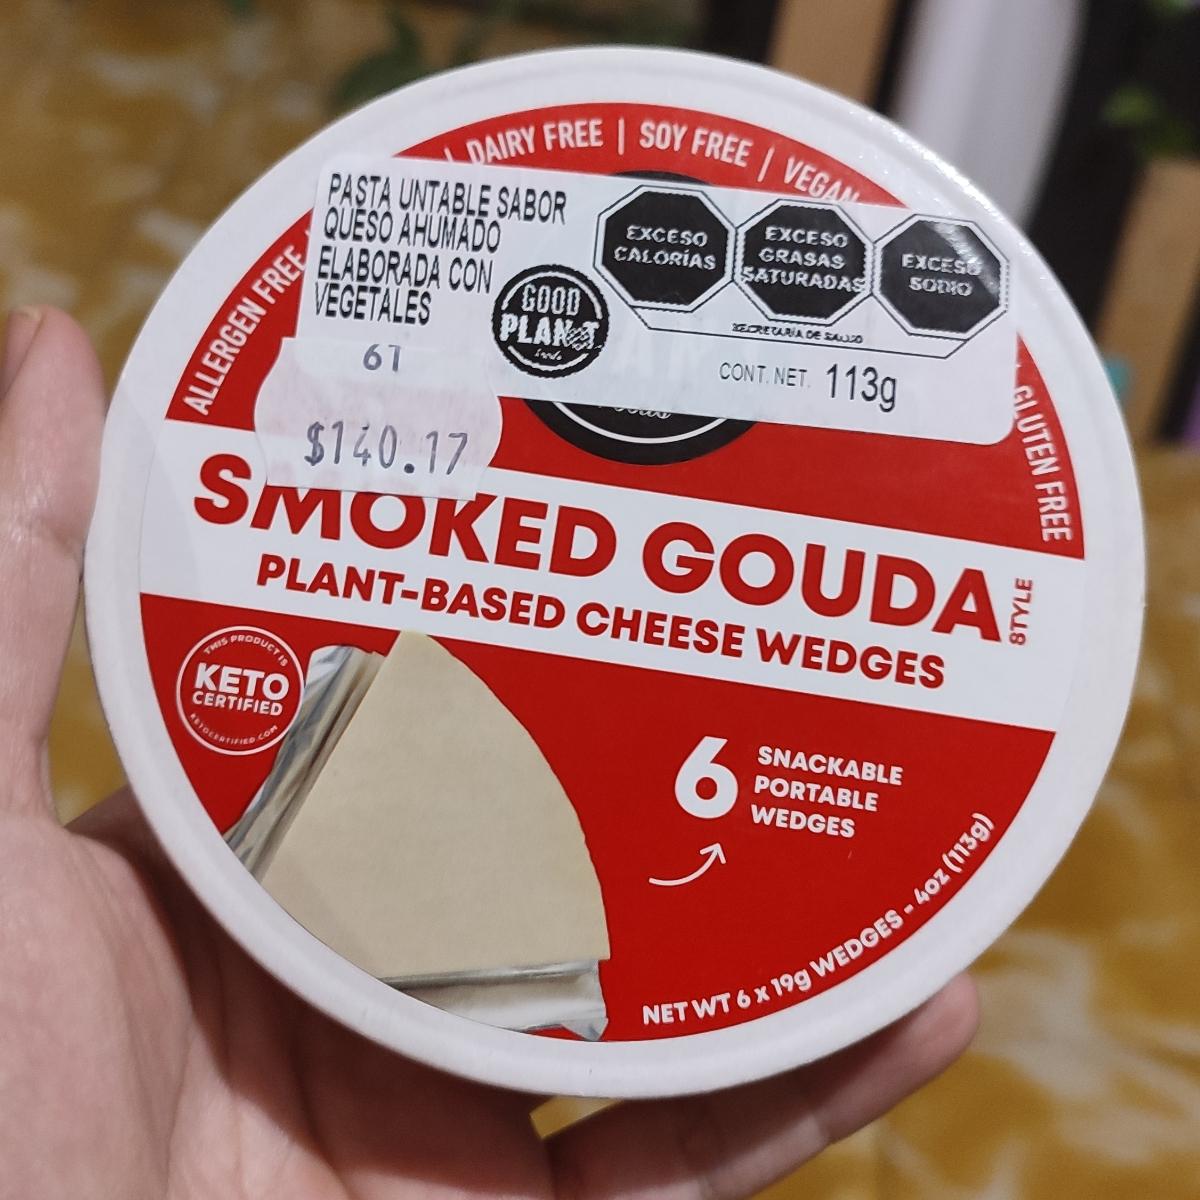 ALLERGEN FREE
DAIRY FREE | SOY FREE | VEGAN
GLUTEN FREE
PASTA UNTABLE SABOR
QUESO AHUMADO
ELABORADA CON
VEGETALES
GOOD
PLANeT
foods
EXCESO
CALORÍAS
EXCESO
GRASAS
SATURADAS
EXCESO
SODIO
SECRETARÍA DE SALUD
CONT. NET. 113g
61
$140.17
SMOKED GOUDA STYLE
PLANT-BASED CHEESE WEDGES
THIS PRODUCT IS
KETO
CERTIFIED
KETOCERTIFIED.COM
6 SNACKABLE
PORTABLE
WEDGES
NET WT 6 x 19g WEDGES - 4oz (113g)